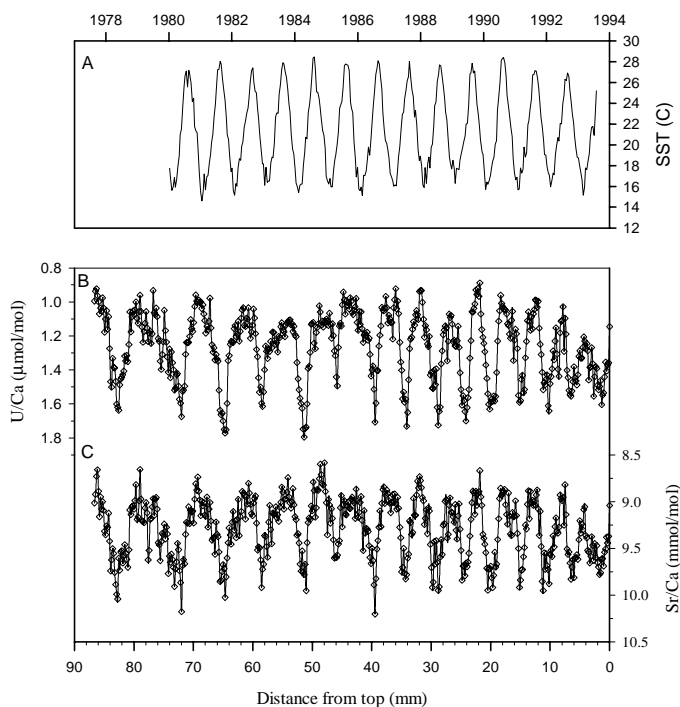 1978 1980 1982 1984 1986 1988 1990 1992 1994
A
30
28
26
24
22
20
18
16
14
12
SST (C)
B
0.8
1.0
1.2
1.4
1.6
1.8
U/Ca (µmol/mol)
C
8.5
9.0
9.5
10.0
10.5
Sr/Ca (mmol/mol)
90 80 70 60 50 40 30 20 10 0
Distance from top (mm)